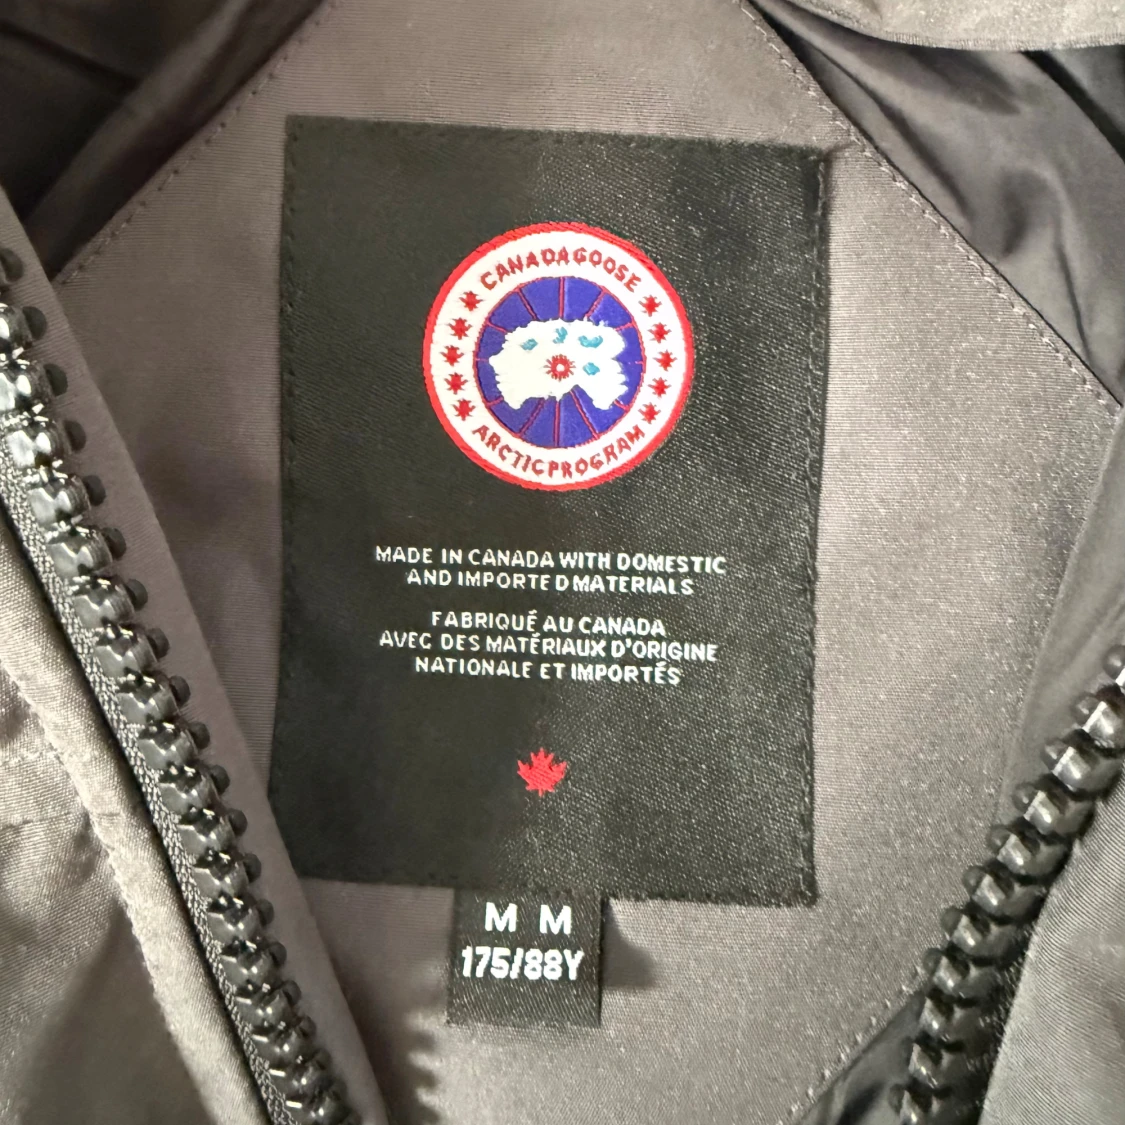 CANADA GOOSE
ARCTIC PROGRAM
MADE IN CANADA WITH DOMESTIC
AND IMPORTED MATERIALS
FABRIQUÉ AU CANADA
AVEC DES MATÉRIAUX D'ORIGINE
NATIONALE ET IMPORTÉS
M M
175/88Y